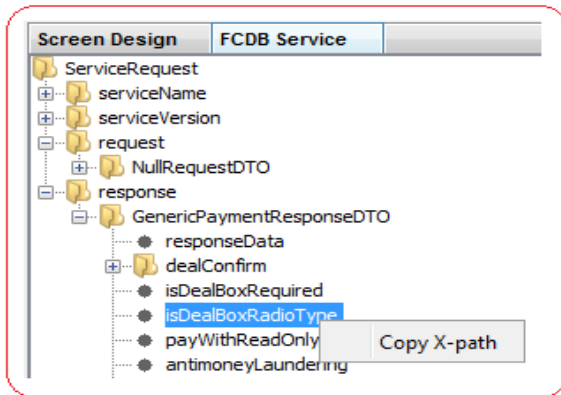 Screen Design FCDB Service
ServiceRequest
serviceName
serviceVersion
request
NullRequestDTO
response
GenericPaymentResponseDTO
responseData
dealConfirm
isDealBoxRequired
isDealBoxRadioType
payWithReadOnly Copy X-path
antimoneyLaundering